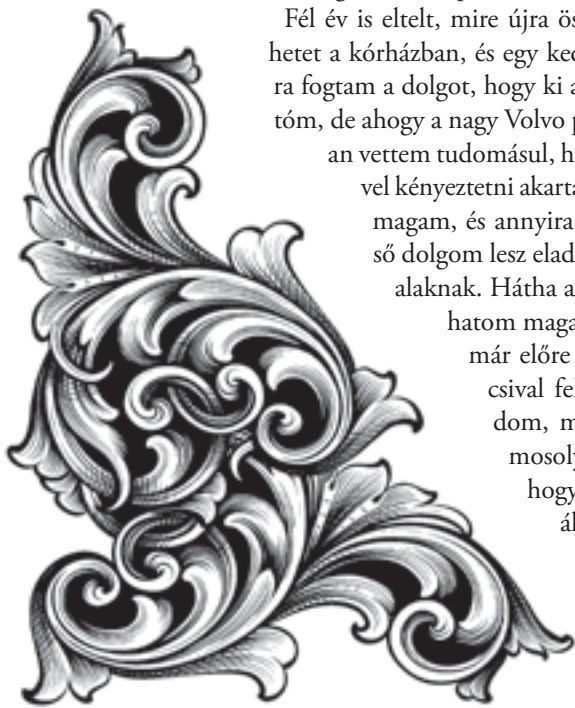 Fél év is eltelt, mire újra ös
hetet a kórházban, és egy ked
ra fogtam a dolgot, hogy ki a
tóm, de ahogy a nagy Volvo p
an vettem tudomásul, h
vel kényeztetni akarta
magam, és annyira
ső dolgom lesz elad
alaknak. Hátha a
hatom maga
már előre
csival fel
dom, m
mosoly
hogy
ál